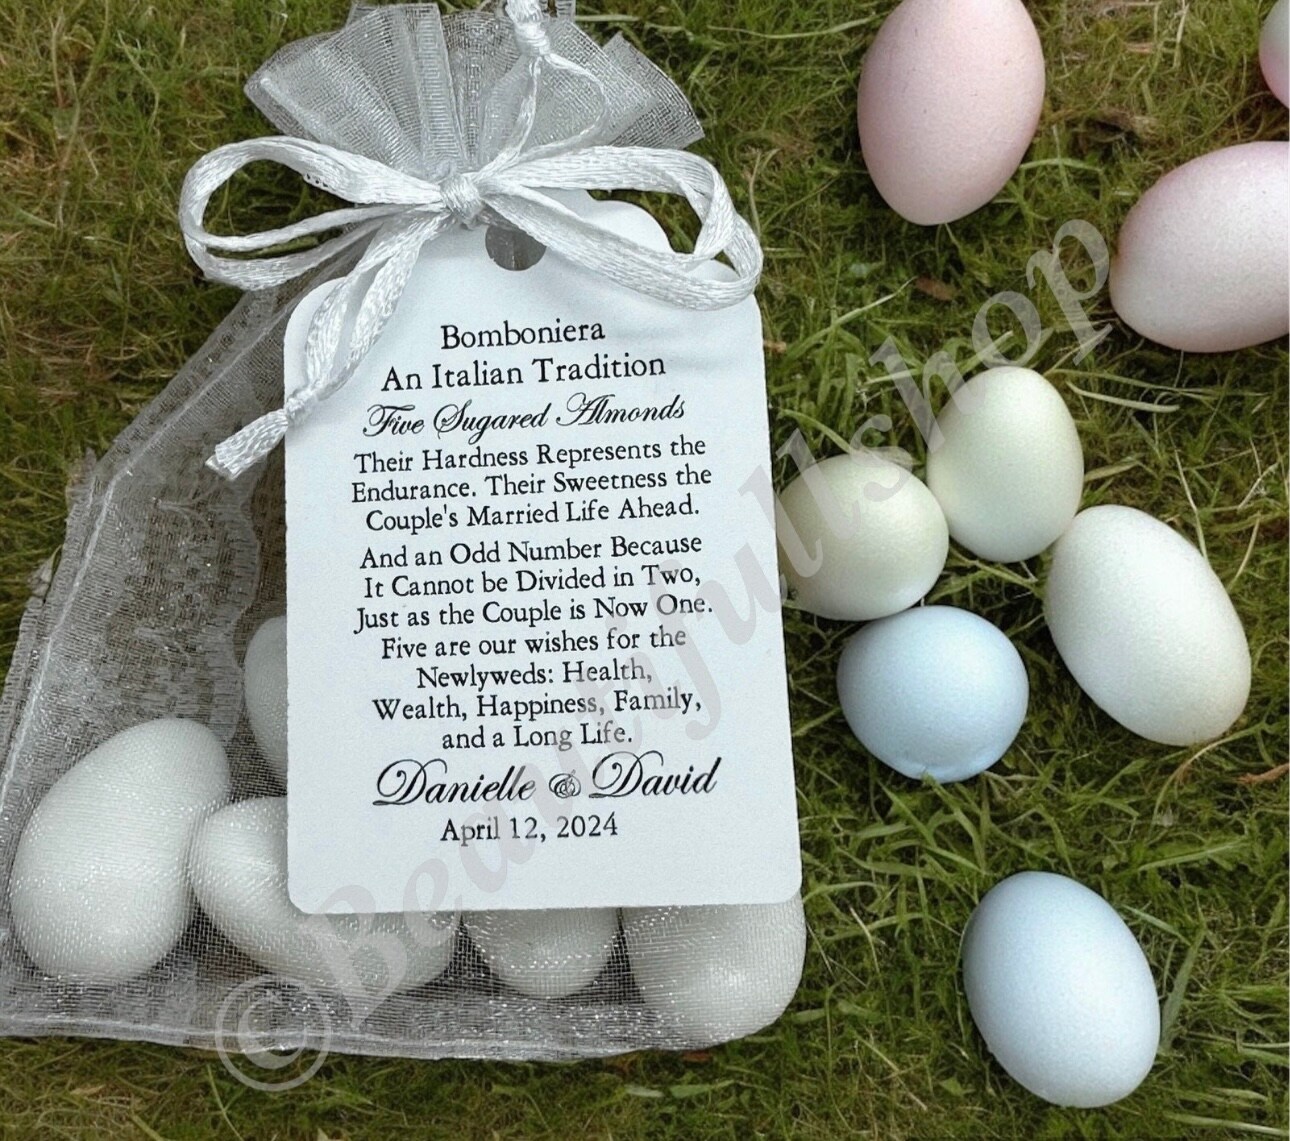 Bomboniera
An Italian Tradition
Five Sugared Almonds
Their Hardness Represents the
Endurance. Their Sweetness the
Couple's Married Life Ahead.
And an Odd Number Because
It Cannot be Divided in Two,
Just as the Couple is Now One.
Five are our wishes for the
Newlyweds: Health,
Wealth, Happiness, Family,
and a Long Life.
Danielle & David
April 12, 2024
©Beautifullshop